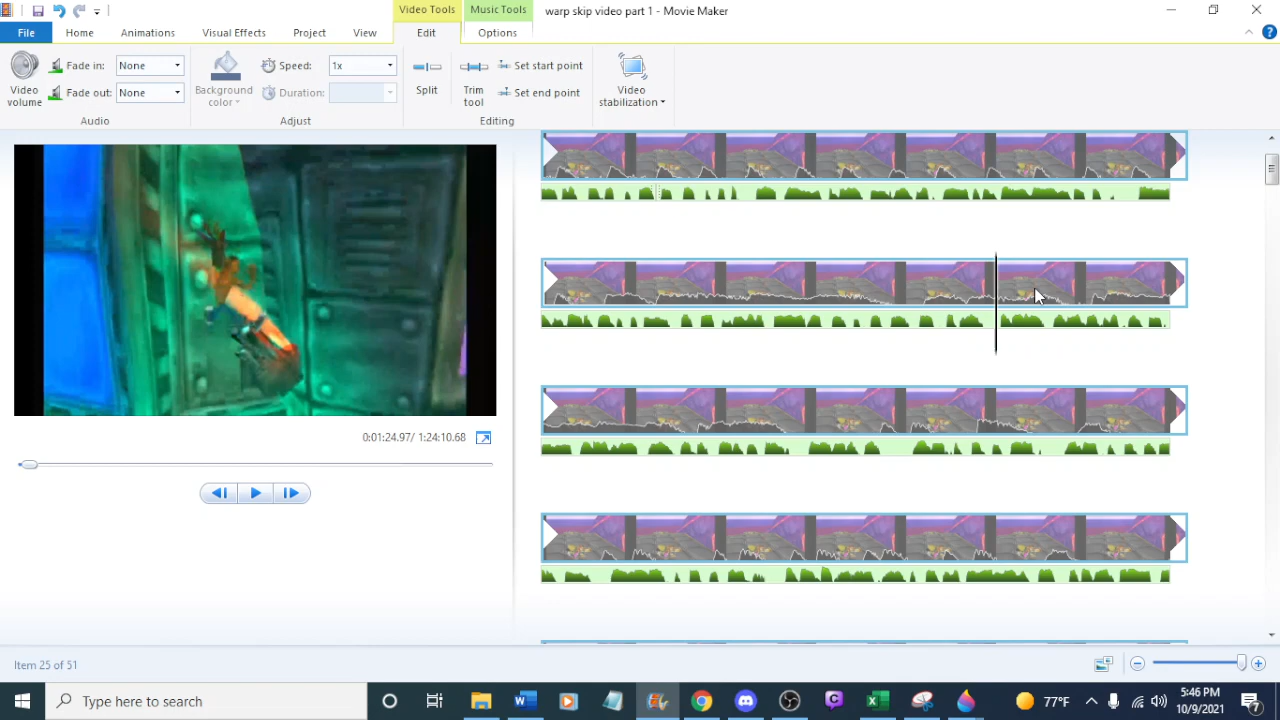 Video Tools
Music Tools
warp skip video part 1 - Movie Maker
File
Home
Animations
Visual Effects
Project
View
Edit
Options
Video volume
Fade in: None
Fade out: None
Audio
Background color
Speed: 1x
Duration:
Adjust
Split
Trim tool
Set start point
Set end point
Editing
Video stabilization
0:01:24.97/ 1:24:10.68
Item 25 of 51
Type here to search
77°F
5:46 PM
10/9/2021
7